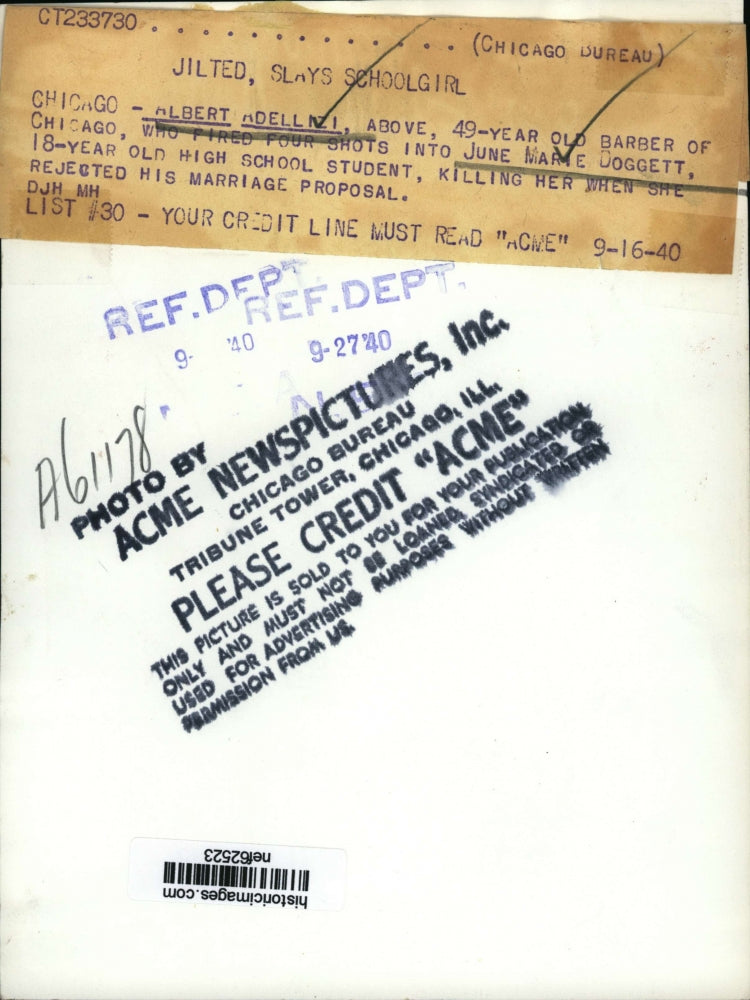 CT233730 . . . . . . . . . . . . . . (CHICAGO BUREAU)
JILTED, SLAYS SCHOOLGIRL
CHICAGO - ALBERT ADELLIZI, ABOVE, 49-YEAR OLD BARBER OF
CHICAGO, WHO FIRED FOUR SHOTS INTO JUNE MARIE DOGGETT,
18-YEAR OLD HIGH SCHOOL STUDENT, KILLING HER WHEN SHE
REJECTED HIS MARRIAGE PROPOSAL.
DJH MH
LIST #30 - YOUR CREDIT LINE MUST READ "ACME" 9-16-40
REF.DEPT.
REF.DEPT.
9- '40
9-27'40
A61178
PHOTO BY
ACME NEWSPICTURES, Inc.
CHICAGO BUREAU
TRIBUNE TOWER, CHICAGO, ILL.
PLEASE CREDIT "ACME"
THIS PICTURE IS SOLD TO YOU FOR YOUR PUBLICATION
ONLY AND MUST NOT BE LOANED, SYNDICATED OR
USED FOR ADVERTISING PURPOSES WITHOUT WRITTEN
PERMISSION FROM US.
historicimages.com
nef62523